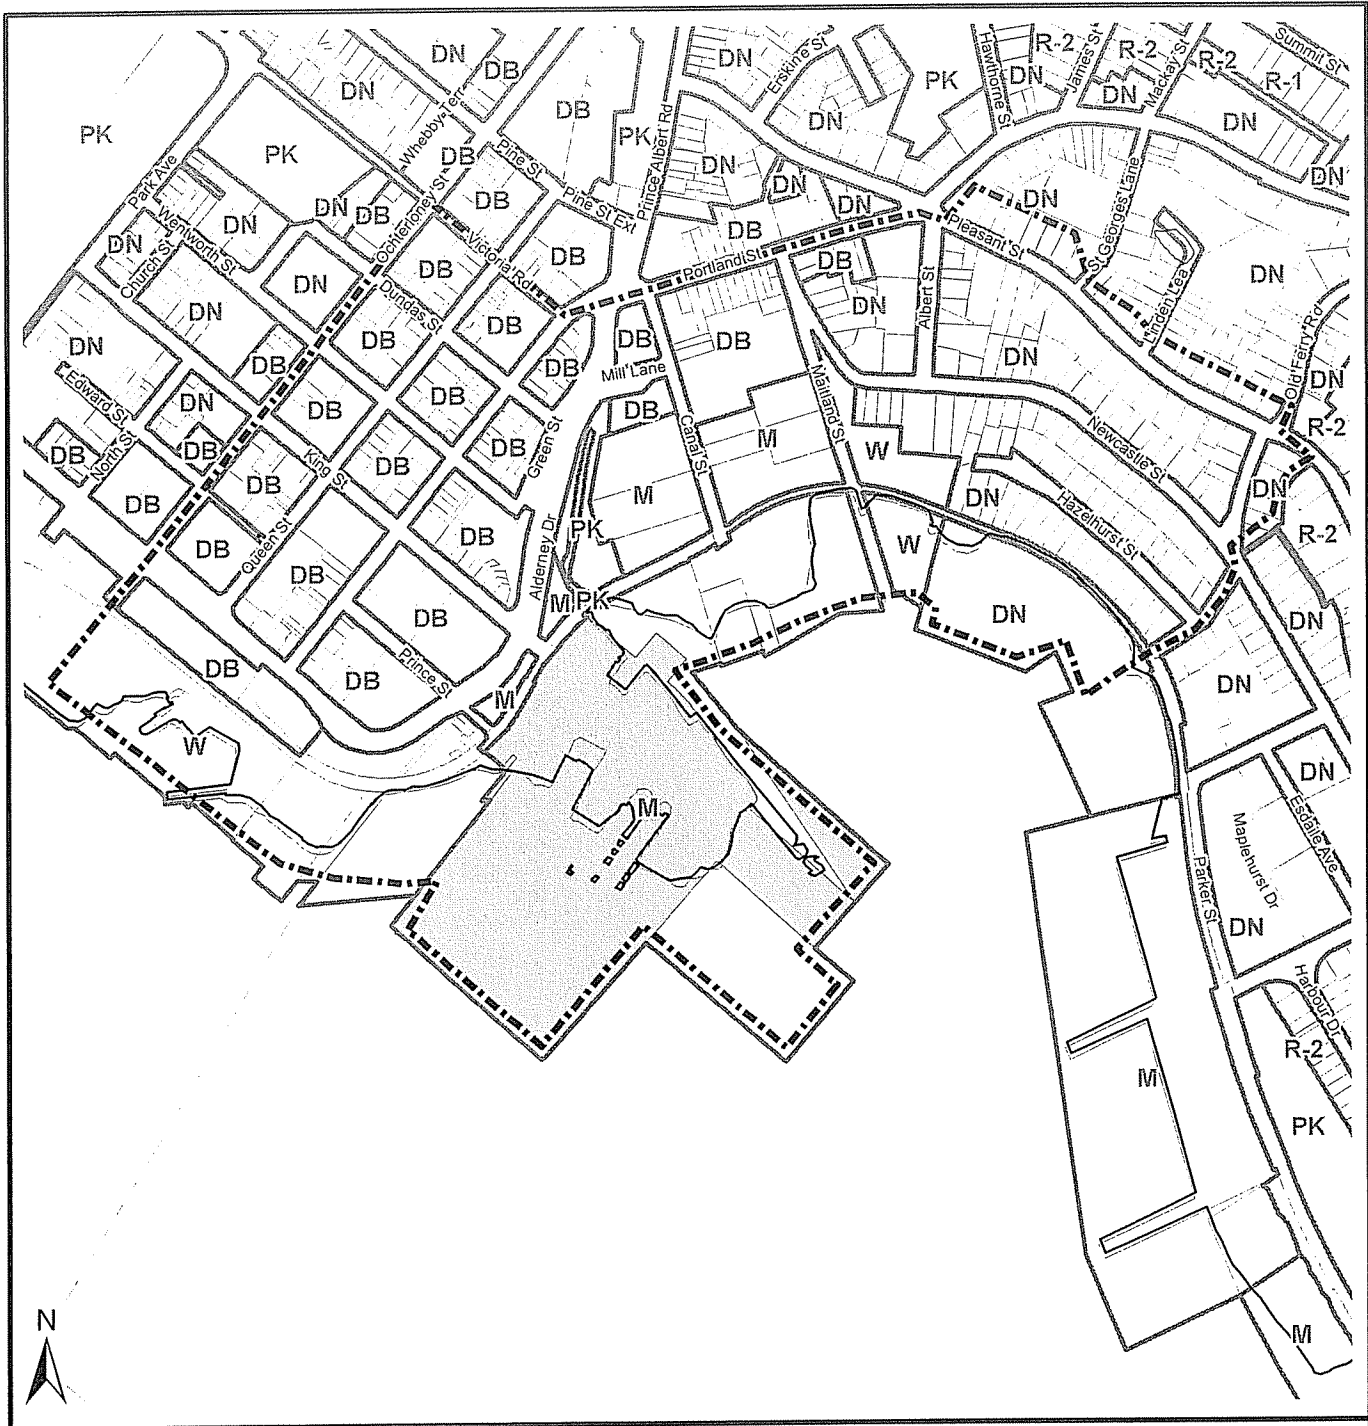 DN
DB
DN
Erskine St
Hawthorne St
DN
R-2
James St
R-2
Mackay St
R-2
Summit St
R-1
DN
DB
PK
DN
DN
PK
Park Ave
PK
Whebby Terr
DB
Pine St
PK
Prince Albert Rd
DN
DN
DN
DN
Wentworth St
DN
DN
DB
Ochterloney St
DB
Pine St Ext
DN
DN
DN
St Georges Lane
DN
Church St
DN
DB
Victoria Rd
DB
DB
Portland St
DB
Pleasant St
DN
Linden Lea
Dundas St
DN
DB
DB
DB
DB
DB
DN
Albert St
DN
Old Ferry Rd
DN
Edward St
DB
Mill Lane
DN
DB
DB
DB
DB
Canal St
M
Maitland St
W
Newcastle St
R-2
DB
North St
DB
King St
DB
DB
Green St
DB
DB
Queen St
DB
DB
M
DN
Hazelhurst St
DN
R-2
DB
Alderney Dr
PK
W
M
PK
DB
DN
DN
DB
DB
Prince St
M
DN
W
M
DN
Esdaile Ave
Maplehurst Dr
Parker St
DN
Harbour Dr
R-2
M
PK
N
M